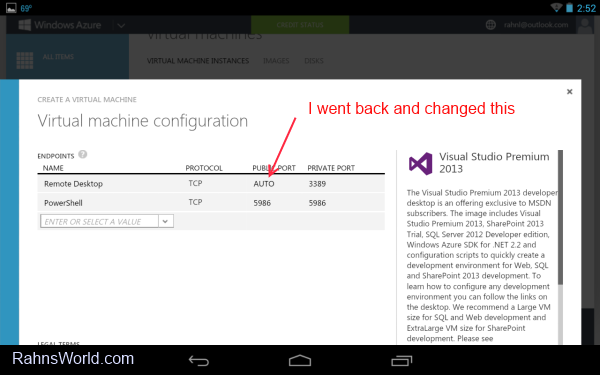 69°
2:52
Windows Azure
CREDIT STATUS
rahnl@outlook.com
virtual machines
ALL ITEMS
VIRTUAL MACHINE INSTANCES IMAGES DISKS
CREATE A VIRTUAL MACHINE
Virtual machine configuration
I went back and changed this
ENDPOINTS ?
NAME PROTOCOL PUBLIC PORT PRIVATE PORT
Remote Desktop TCP AUTO 3389
PowerShell TCP 5986 5986
ENTER OR SELECT A VALUE
Visual Studio Premium
2013
The Visual Studio Premium 2013 developer
desktop is an offering exclusive to MSDN
subscribers. The image includes Visual
Studio Premium 2013, SharePoint 2013
Trial, SQL Server 2012 Developer edition,
Windows Azure SDK for .NET 2.2 and
configuration scripts to quickly create a
development environment for Web, SQL
and SharePoint 2013 development. To
learn how to configure any development
environment you can follow the links on
the desktop. We recommend a Large VM
size for SQL and Web development and
ExtraLarge VM size for SharePoint
development. Please see
LEGAL TERMS
RahnsWorld.com